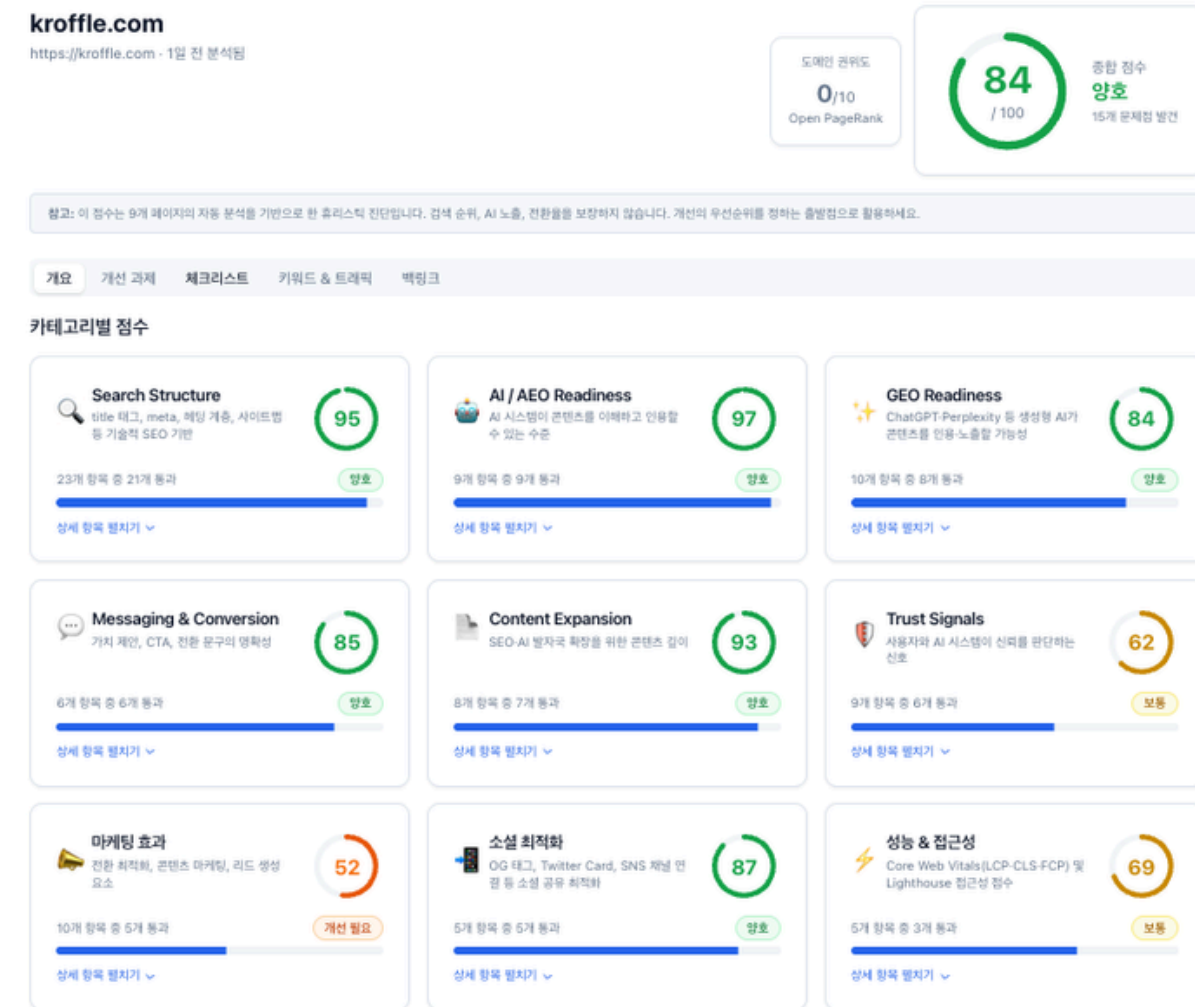 kroffle.com
https://kroffle.com · 1일 전 분석됨
도메인 권위도
0/10
Open PageRank
84
/ 100
종합 점수
양호
15개 문제점 발견
참고: 이 점수는 9개 페이지의 자동 분석을 기반으로 한 휴리스틱 진단입니다. 검색 순위, AI 노출, 전환율을 보장하지 않습니다. 개선의 우선순위를 정하는 출발점으로 활용하세요.
개요 개선 과제 체크리스트 키워드 & 트래픽 백링크
카테고리별 점수
Search Structure
title 태그, meta, 헤딩 계층, 사이트맵
등 기술적 SEO 기반
95
23개 항목 중 21개 통과
양호
상세 항목 펼치기
AI / AEO Readiness
AI 시스템이 콘텐츠를 이해하고 인용할
수 있는 수준
97
9개 항목 중 9개 통과
양호
상세 항목 펼치기
GEO Readiness
ChatGPT·Perplexity 등 생성형 AI가
콘텐츠를 인용·노출할 가능성
84
10개 항목 중 8개 통과
양호
상세 항목 펼치기
Messaging & Conversion
가치 제안, CTA, 전환 문구의 명확성
85
6개 항목 중 6개 통과
양호
상세 항목 펼치기
Content Expansion
SEO·AI 발자국 확장을 위한 콘텐츠 깊이
93
8개 항목 중 7개 통과
양호
상세 항목 펼치기
Trust Signals
사용자와 AI 시스템이 신뢰를 판단하는
신호
62
9개 항목 중 6개 통과
보통
상세 항목 펼치기
마케팅 효과
전환 최적화, 콘텐츠 마케팅, 리드 생성
요소
52
10개 항목 중 5개 통과
개선 필요
상세 항목 펼치기
소셜 최적화
OG 태그, Twitter Card, SNS 채널 연
결 등 소셜 공유 최적화
87
5개 항목 중 5개 통과
양호
상세 항목 펼치기
성능 & 접근성
Core Web Vitals(LCP·CLS·FCP) 및
Lighthouse 접근성 점수
69
5개 항목 중 3개 통과
보통
상세 항목 펼치기